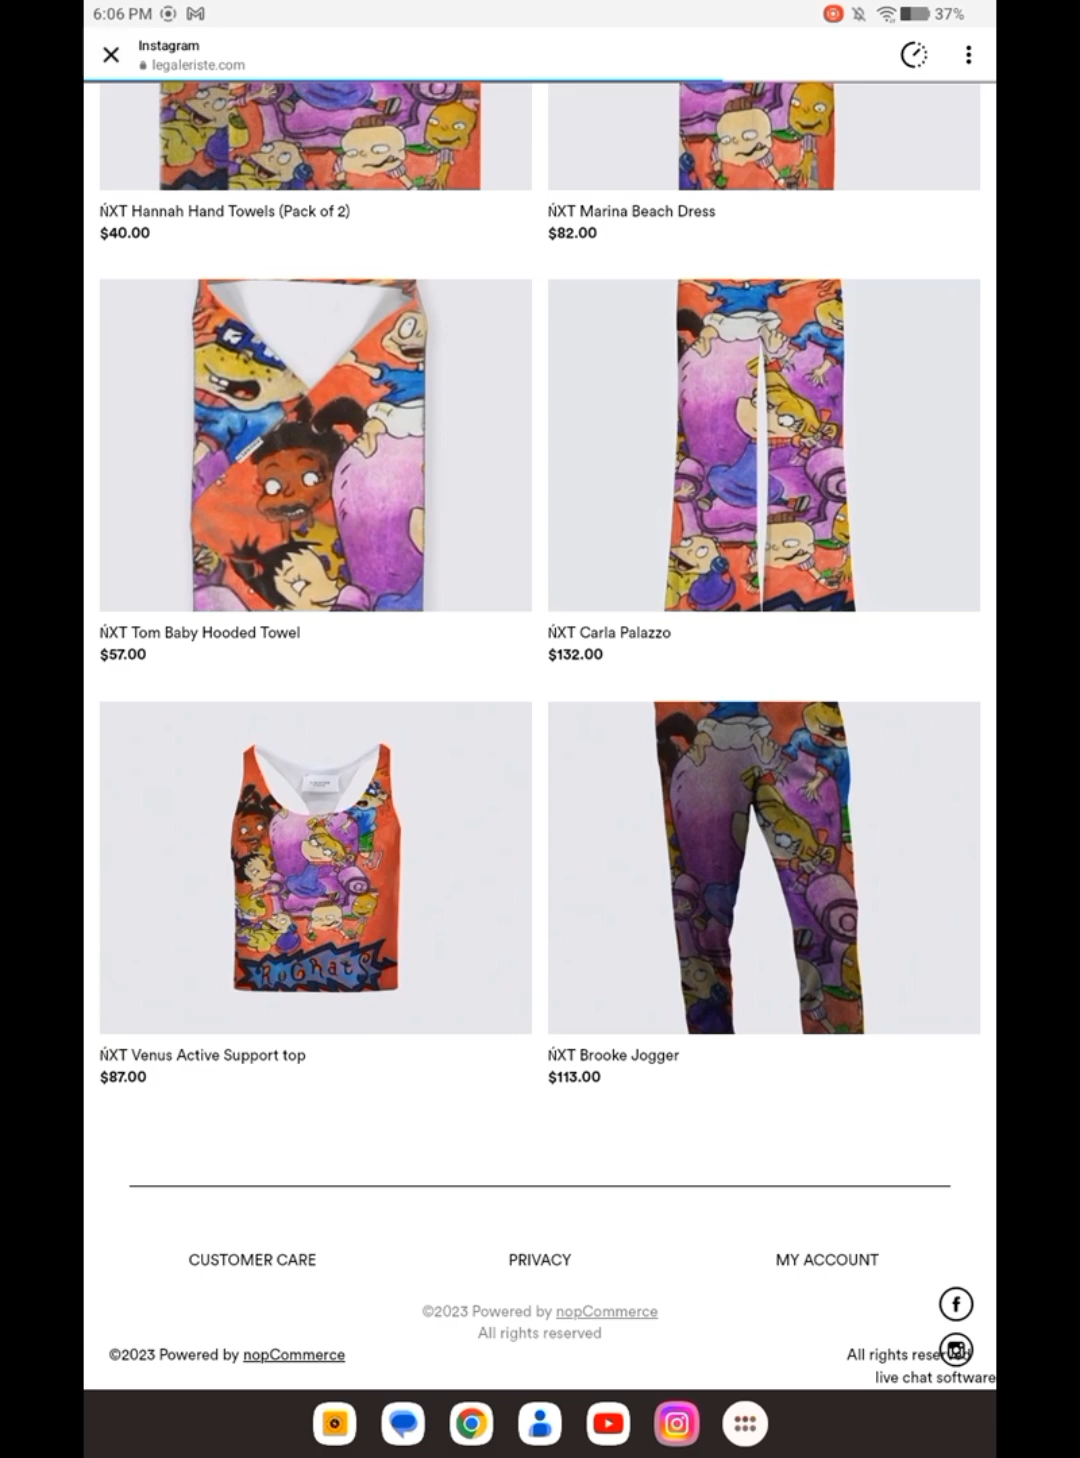 6:06 PM
37%
Instagram
legaleriste.com
ŃXT Hannah Hand Towels (Pack of 2)
$40.00
ŃXT Marina Beach Dress
$82.00
ŃXT Tom Baby Hooded Towel
$57.00
ŃXT Carla Palazzo
$132.00
RuGratS
ŃXT Venus Active Support top
$87.00
ŃXT Brooke Jogger
$113.00
CUSTOMER CARE
PRIVACY
MY ACCOUNT
©2023 Powered by nopCommerce
All rights reserved
©2023 Powered by nopCommerce
All rights reserved
live chat software